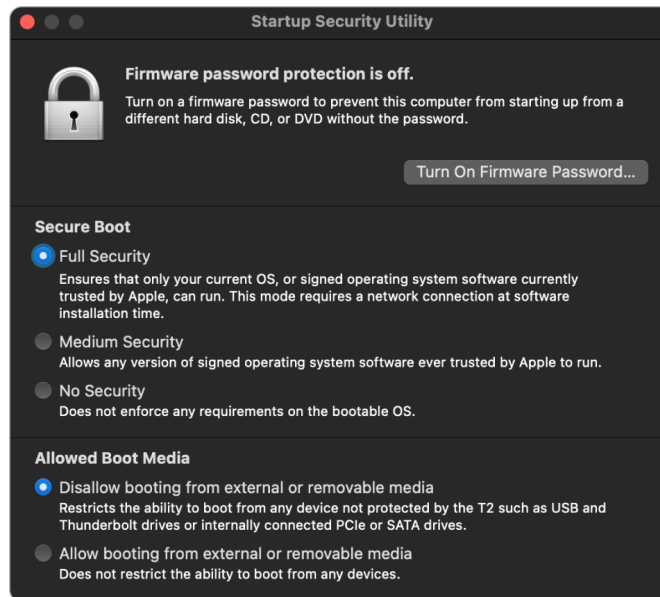 Startup Security Utility
Firmware password protection is off.
Turn on a firmware password to prevent this computer from starting up from a
different hard disk, CD, or DVD without the password.
Turn On Firmware Password...
Secure Boot
Full Security
Ensures that only your current OS, or signed operating system software currently
trusted by Apple, can run. This mode requires a network connection at software
installation time.
Medium Security
Allows any version of signed operating system software ever trusted by Apple to run.
No Security
Does not enforce any requirements on the bootable OS.
Allowed Boot Media
Disallow booting from external or removable media
Restricts the ability to boot from any device not protected by the T2 such as USB and
Thunderbolt drives or internally connected PCIe or SATA drives.
Allow booting from external or removable media
Does not restrict the ability to boot from any devices.